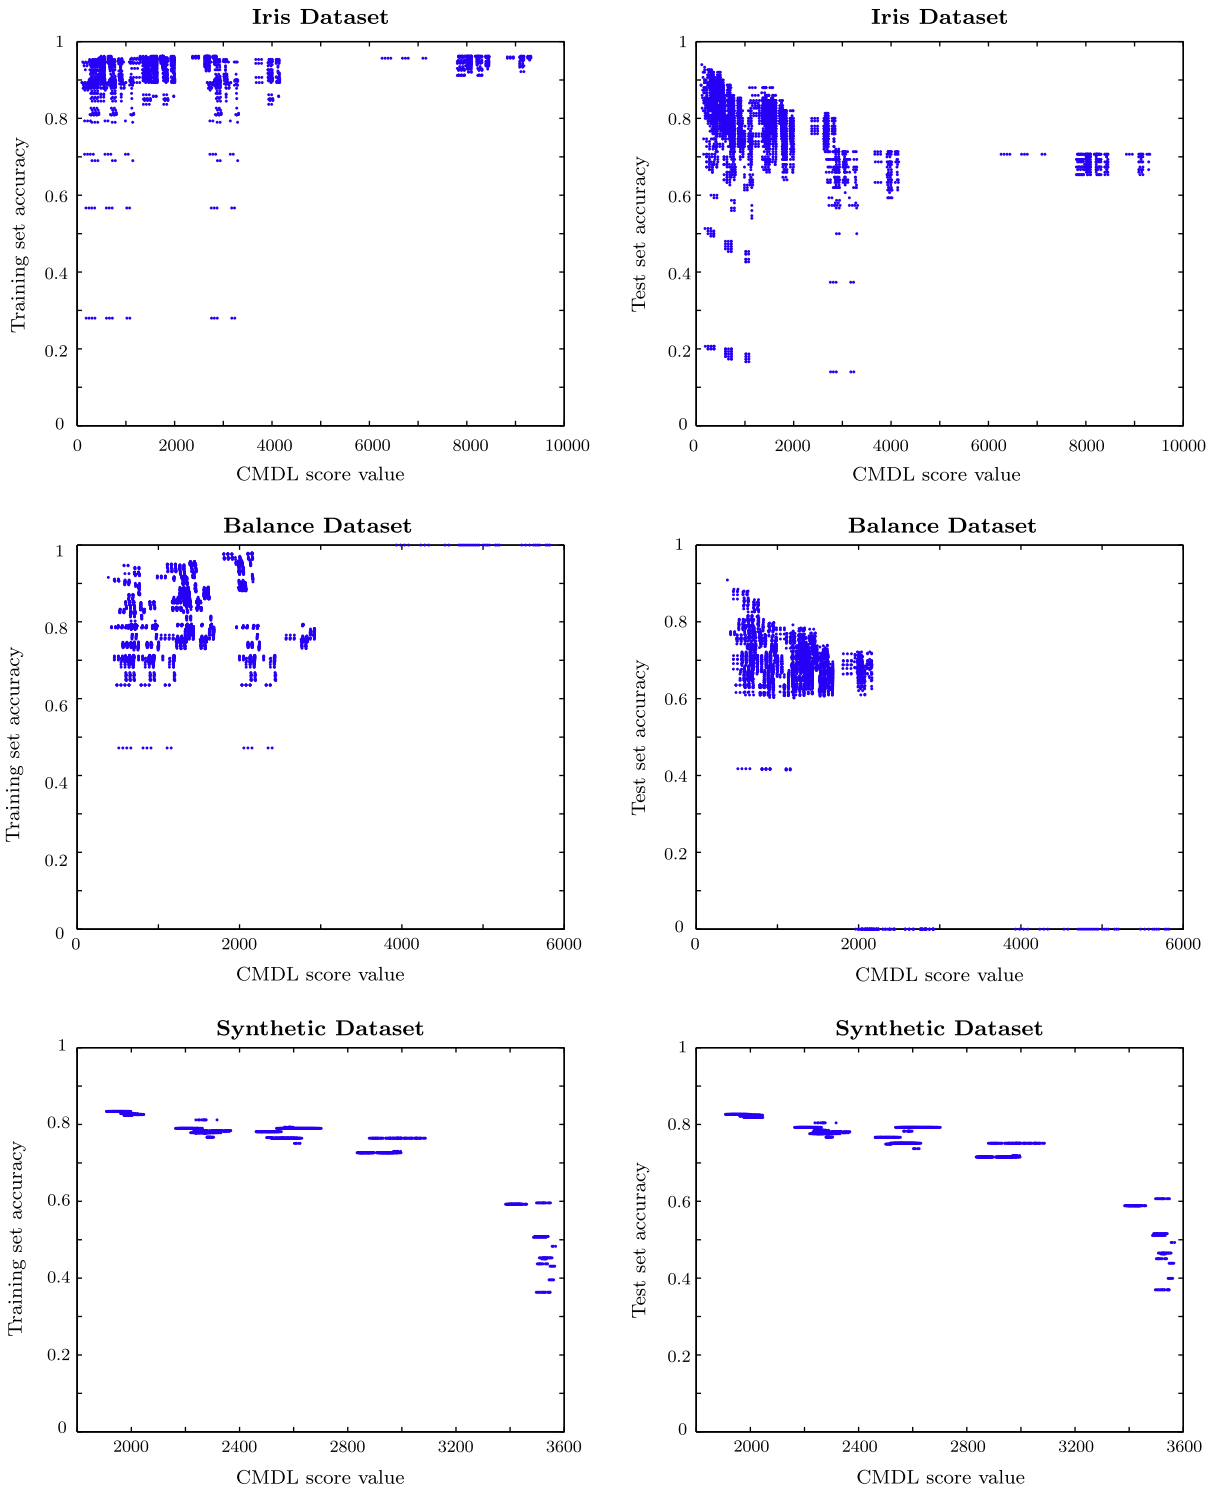 Iris Dataset
1
0.8
0.6
0.4
0.2
0
Training set accuracy
0 2000 4000 6000 8000 10000
CMDL score value
Iris Dataset
1
0.8
0.6
0.4
0.2
0
Test set accuracy
0 2000 4000 6000 8000 10000
CMDL score value
Balance Dataset
1
0.8
0.6
0.4
0.2
0
Training set accuracy
0 2000 4000 6000
CMDL score value
Balance Dataset
1
0.8
0.6
0.4
0.2
0
Test set accuracy
0 2000 4000 6000
CMDL score value
Synthetic Dataset
1
0.8
0.6
0.4
0.2
0
Training set accuracy
2000 2400 2800 3200 3600
CMDL score value
Synthetic Dataset
1
0.8
0.6
0.4
0.2
0
Test set accuracy
2000 2400 2800 3200 3600
CMDL score value